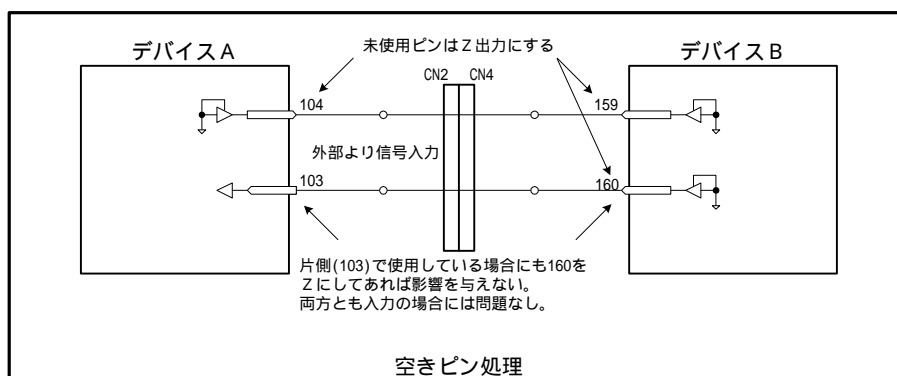 デバイスA
未使用ピンはZ出力にする
デバイスB
CN2
CN4
104
159
外部より信号入力
103
160
片側(103)で使用している場合にも160を
Zにしてあれば影響を与えない。
両方とも入力の場合には問題なし。
空きピン処理